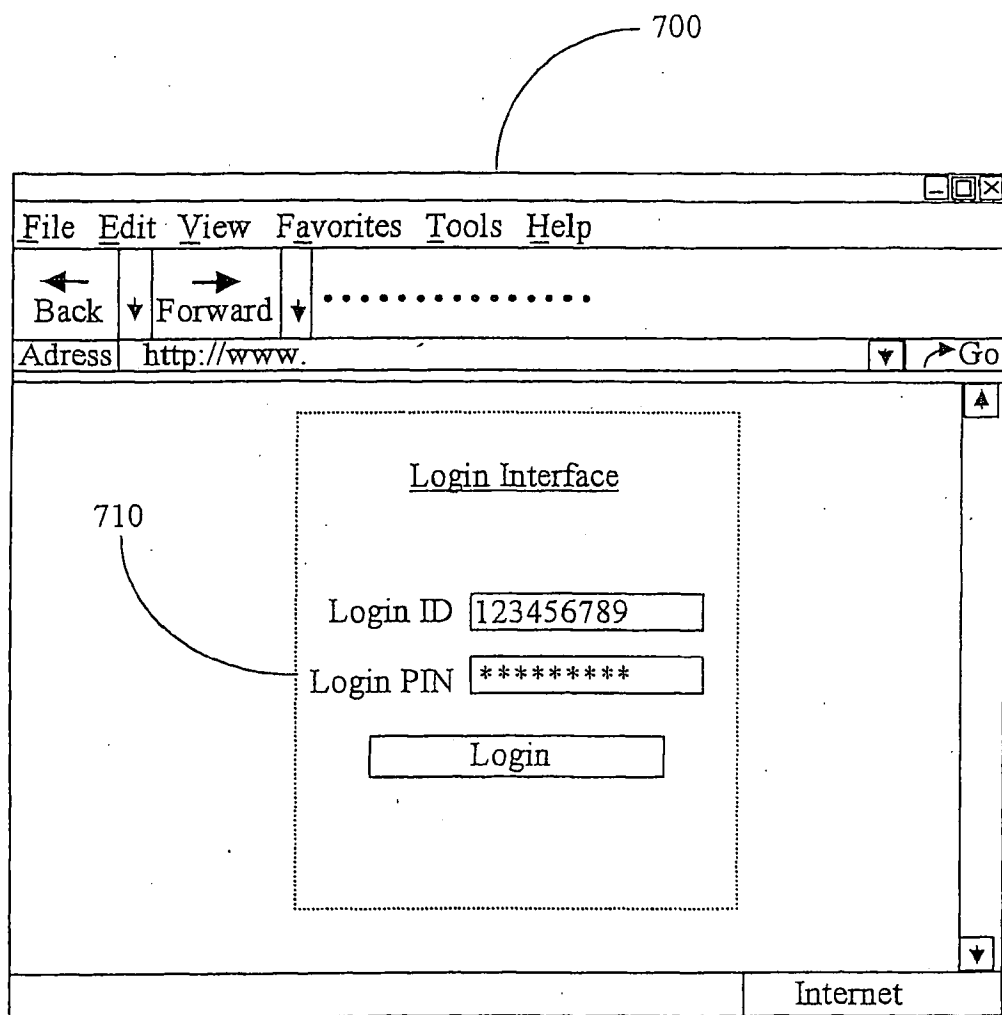 700
File Edit View Favorites Tools Help
Back Forward
Adress http://www. Go
Login Interface
710
Login ID 123456789
Login PIN *********
Login
Internet